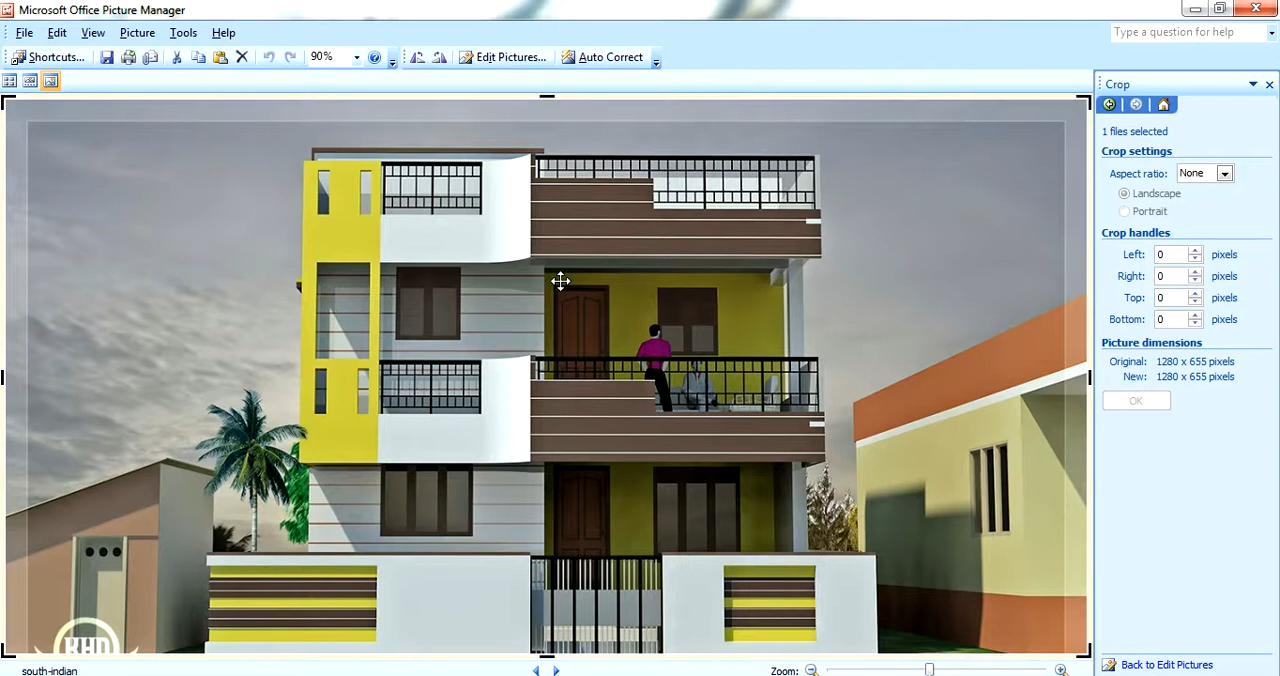 Microsoft Office Picture Manager
File Edit View Picture Tools Help
Type a question for help
Shortcuts... 90% Edit Pictures... Auto Correct
Crop
1 files selected
Crop settings
Aspect ratio: None
Landscape
Portrait
Crop handles
Left: 0 pixels
Right: 0 pixels
Top: 0 pixels
Bottom: 0 pixels
Picture dimensions
Original: 1280 x 655 pixels
New: 1280 x 655 pixels
OK
KHD
Back to Edit Pictures
south-indian
Zoom: